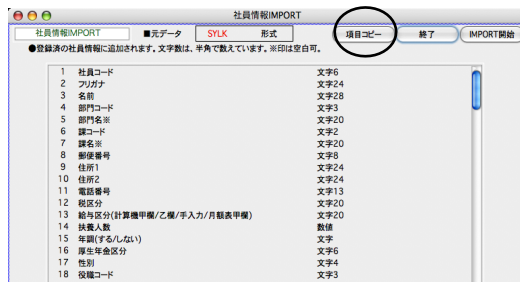 社員情報IMPORT
社員情報IMPORT ■元データ SYLK 形式 項目コピー 終了 IMPORT開始
●登録済の社員情報に追加されます。文字数は、半角で数えています。※印は空白可。
1 社員コード 文字6
2 フリガナ 文字24
3 名前 文字28
4 部門コード 文字3
5 部門名※ 文字20
6 課コード 文字2
7 課名※ 文字20
8 郵便番号 文字8
9 住所1 文字24
10 住所2 文字24
11 電話番号 文字13
12 税区分 文字20
13 給与区分(計算機甲欄/乙欄/手入力/月額表甲欄) 文字20
14 扶養人数 数値
15 年調(する/しない) 文字
16 厚生年金区分 文字6
17 性別 文字4
18 役職コード 文字3